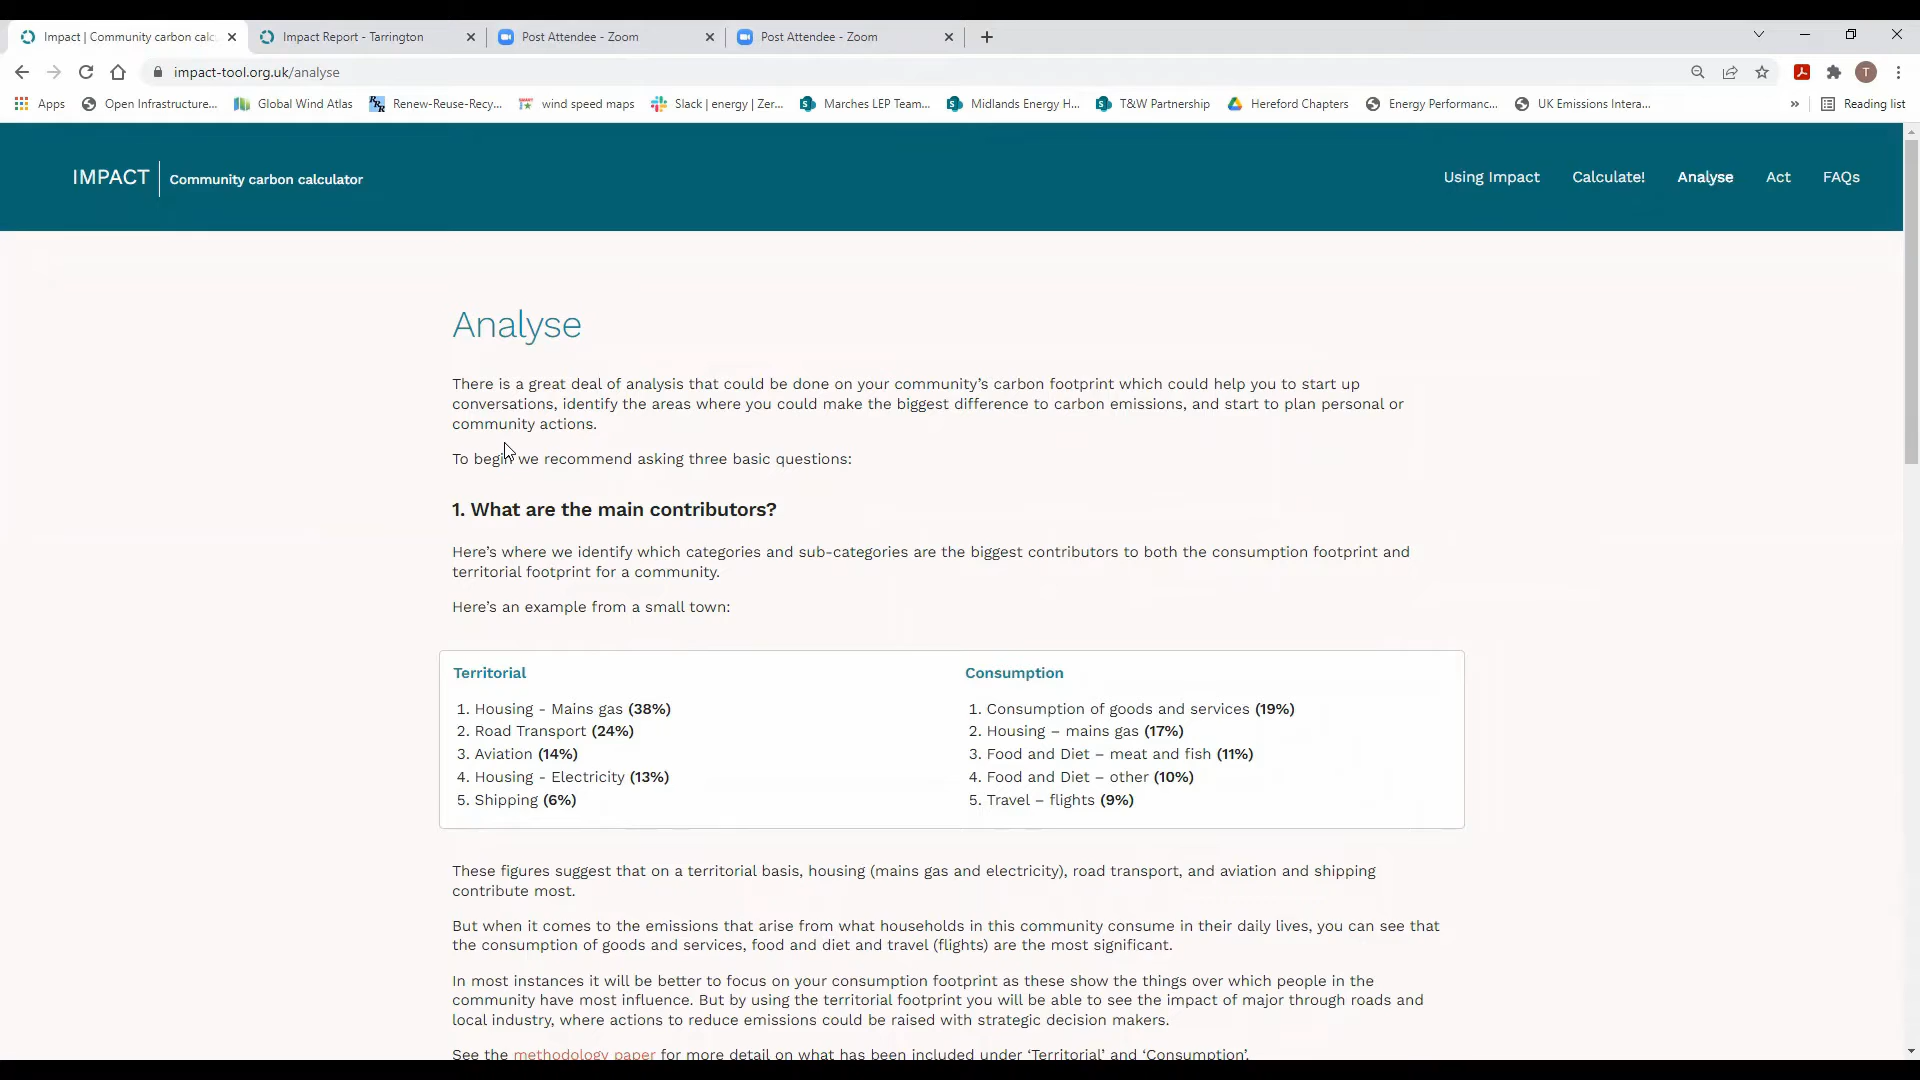 Impact | Community carbon calc
Impact Report - Tarrington
Post Attendee - Zoom
Post Attendee - Zoom
impact-tool.org.uk/analyse
T
Apps
Open Infrastructure...
Global Wind Atlas
Renew-Reuse-Recy...
wind speed maps
Slack | energy | Zer...
Marches LEP Team...
Midlands Energy H...
T&W Partnership
Hereford Chapters
Energy Performanc...
UK Emissions Intera...
»
Reading list
IMPACT | Community carbon calculator
Using Impact
Calculate!
Analyse
Act
FAQs
Analyse
There is a great deal of analysis that could be done on your community’s carbon footprint which could help you to start up
conversations, identify the areas where you could make the biggest difference to carbon emissions, and start to plan personal or
community actions.
To begin we recommend asking three basic questions:
1. What are the main contributors?
Here’s where we identify which categories and sub-categories are the biggest contributors to both the consumption footprint and
territorial footprint for a community.
Here’s an example from a small town:
Territorial
1. Housing - Mains gas (38%)
2. Road Transport (24%)
3. Aviation (14%)
4. Housing - Electricity (13%)
5. Shipping (6%)
Consumption
1. Consumption of goods and services (19%)
2. Housing – mains gas (17%)
3. Food and Diet – meat and fish (11%)
4. Food and Diet – other (10%)
5. Travel – flights (9%)
These figures suggest that on a territorial basis, housing (mains gas and electricity), road transport, and aviation and shipping
contribute most.
But when it comes to the emissions that arise from what households in this community consume in their daily lives, you can see that
the consumption of goods and services, food and diet and travel (flights) are the most significant.
In most instances it will be better to focus on your consumption footprint as these show the things over which people in the
community have most influence. But by using the territorial footprint you will be able to see the impact of major through roads and
local industry, where actions to reduce emissions could be raised with strategic decision makers.
See the methodology paper for more detail on what has been included under ‘Territorial’ and ‘Consumption’.